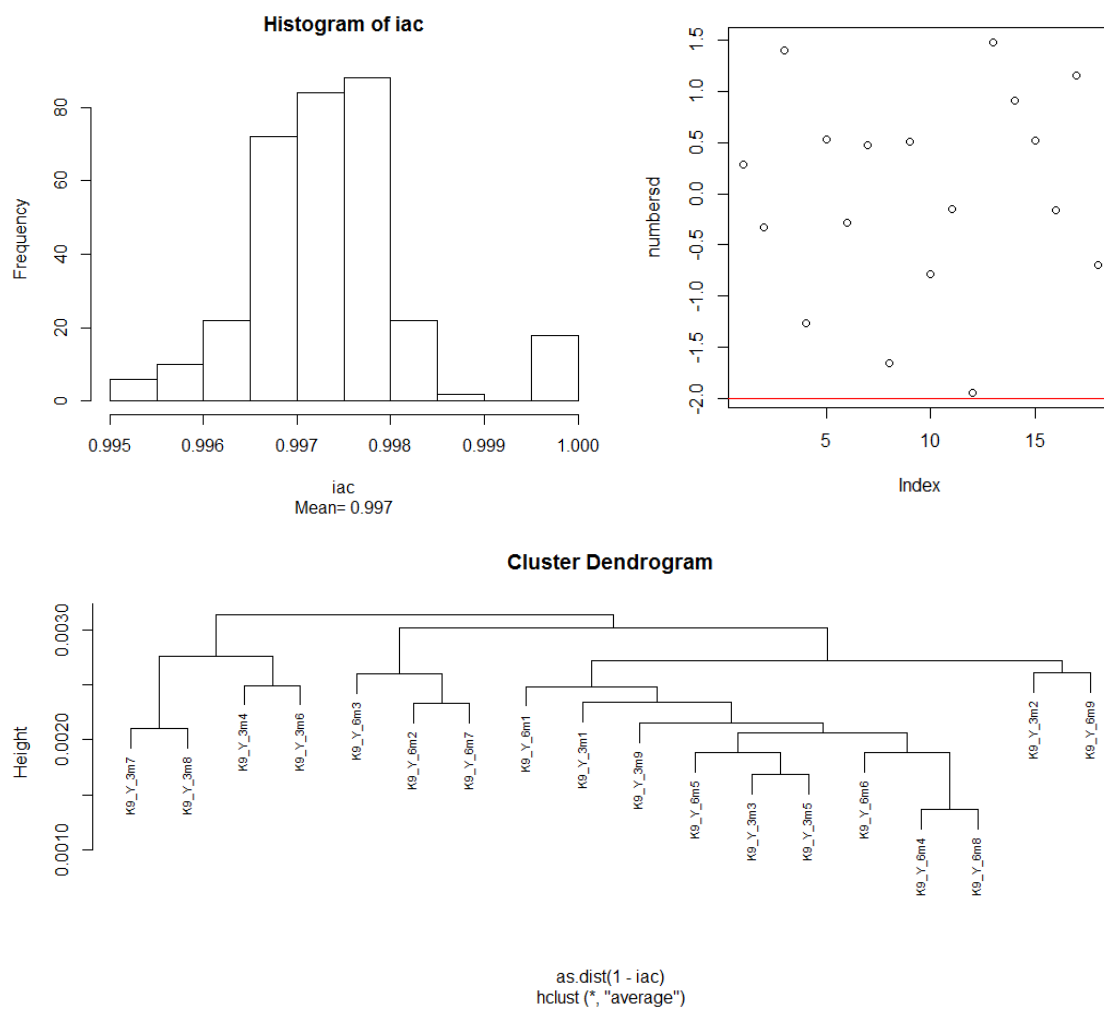 Histogram of iac
Frequency
0
20
40
60
80
0.995
0.996
0.997
0.998
0.999
1.000
iac
Mean= 0.997
numbersd
1.5
1.0
0.5
0.0
-0.5
-1.0
-1.5
-2.0
5
10
15
Index
Cluster Dendrogram
Height
0.0030
0.0020
0.0010
K9_Y_3m7
K9_Y_3m8
K9_Y_3m4
K9_Y_3m6
K9_Y_6m3
K9_Y_6m2
K9_Y_6m7
K9_Y_6m1
K9_Y_3m1
K9_Y_3m9
K9_Y_6m5
K9_Y_3m3
K9_Y_3m5
K9_Y_6m6
K9_Y_6m4
K9_Y_6m8
K9_Y_3m2
K9_Y_6m9
as.dist(1 - iac)
hclust (*, "average")